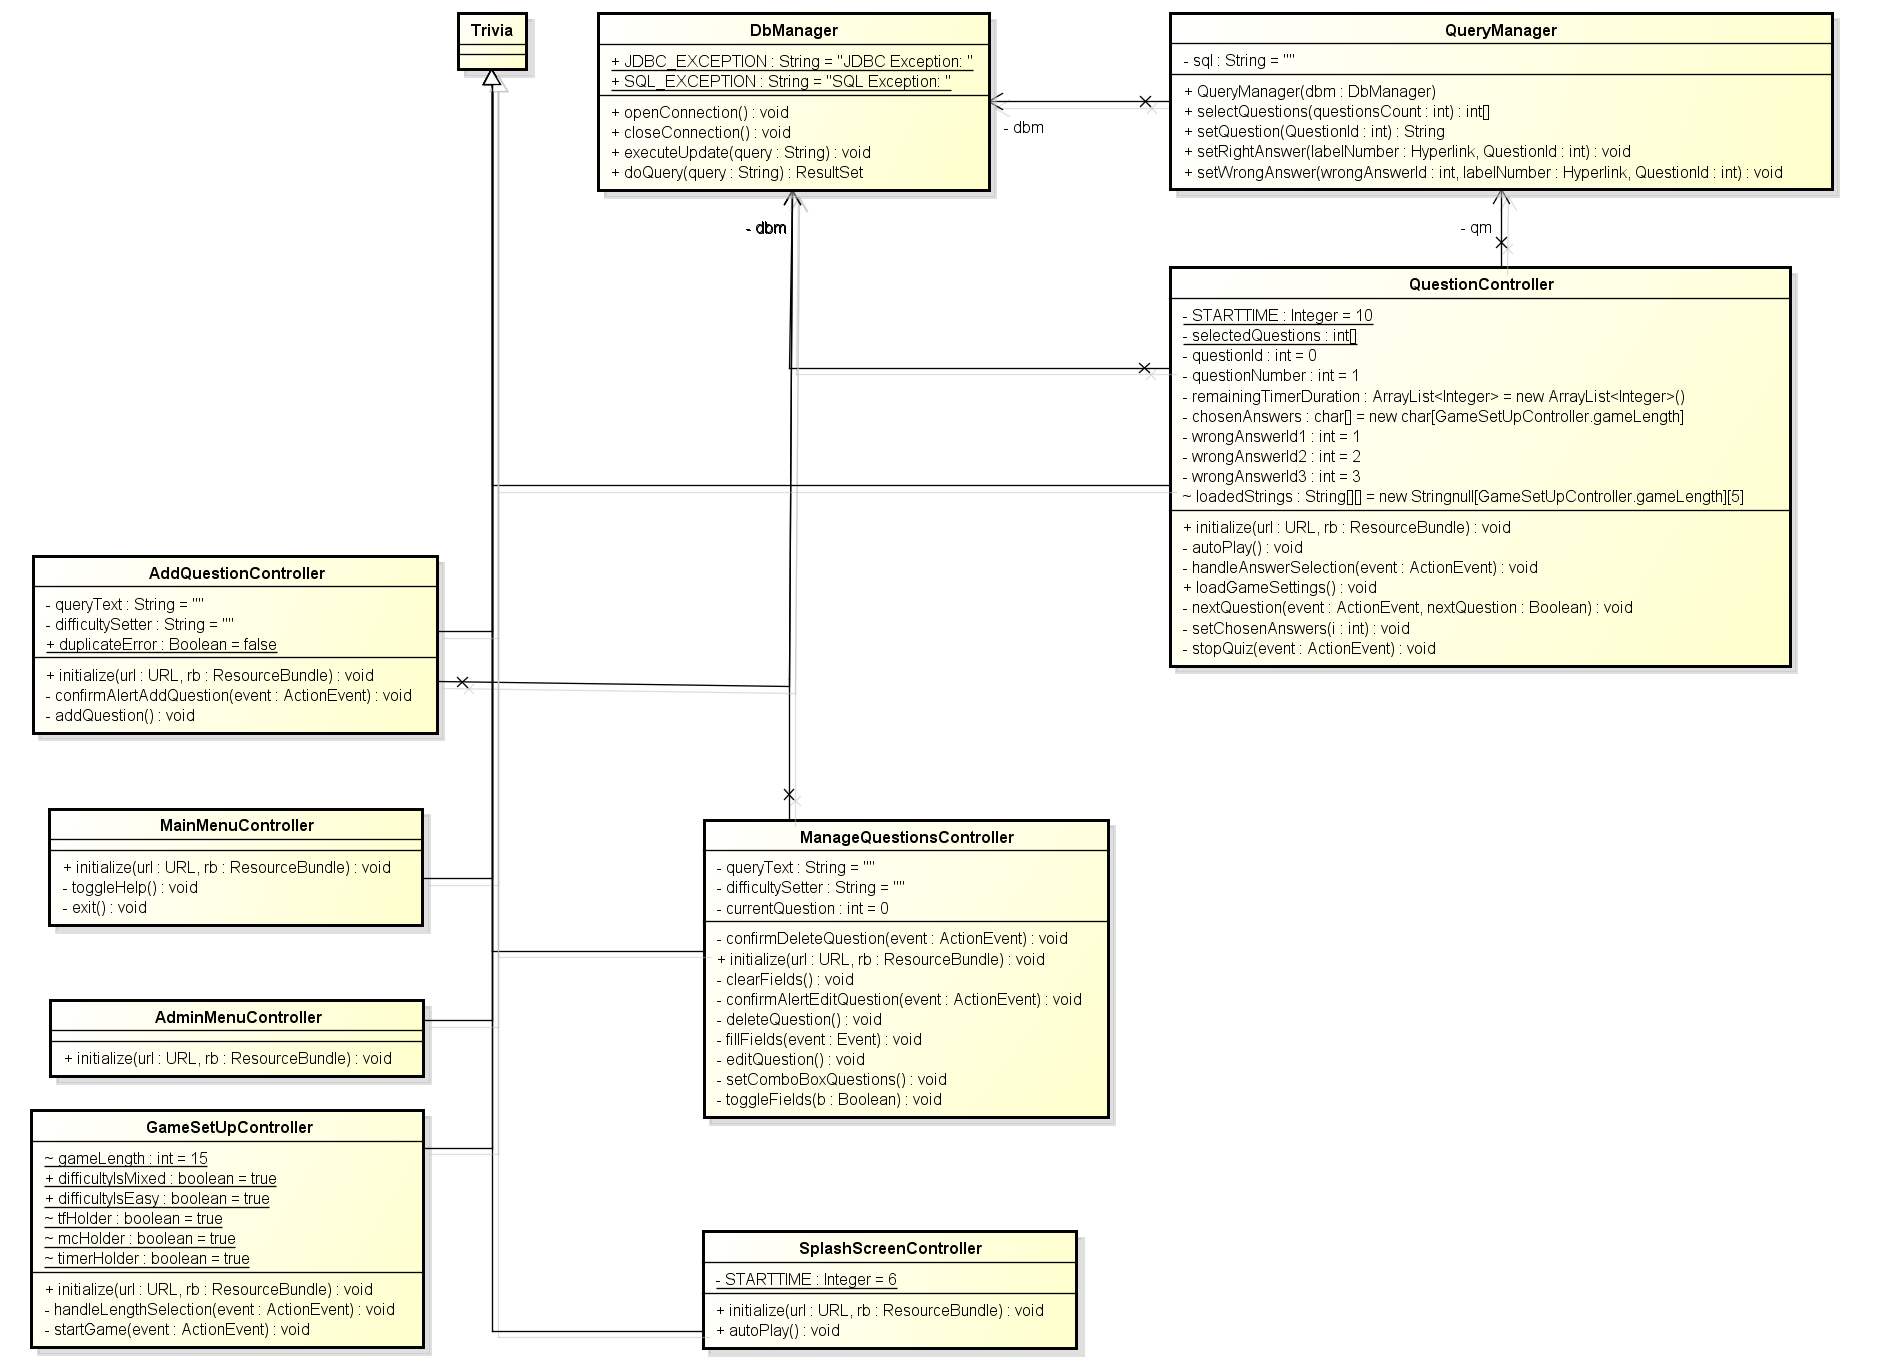 Trivia
DbManager
+ JDBC_EXCEPTION : String = "JDBC Exception: "
+ SQL_EXCEPTION : String = "SQL Exception: "
+ openConnection() : void
+ closeConnection() : void
+ executeUpdate(query : String) : void
+ doQuery(query : String) : ResultSet
- dbm
QueryManager
- sql : String = ""
+ QueryManager(dbm : DbManager)
+ selectQuestions(questionsCount : int) : int[]
+ setQuestion(QuestionId : int) : String
+ setRightAnswer(labelNumber : Hyperlink, QuestionId : int) : void
+ setWrongAnswer(wrongAnswerId : int, labelNumber : Hyperlink, QuestionId : int) : void
- dbm
- qm
QuestionController
- STARTTIME : Integer = 10
- selectedQuestions : int[]
- questionId : int = 0
- questionNumber : int = 1
- remainingTimerDuration : ArrayList<Integer> = new ArrayList<Integer>()
- chosenAnswers : char[] = new char[GameSetUpController.gameLength]
- wrongAnswerId1 : int = 1
- wrongAnswerId2 : int = 2
- wrongAnswerId3 : int = 3
~ loadedStrings : String[][] = new Stringnull[GameSetUpController.gameLength][5]
+ initialize(url : URL, rb : ResourceBundle) : void
- autoPlay() : void
- handleAnswerSelection(event : ActionEvent) : void
+ loadGameSettings() : void
- nextQuestion(event : ActionEvent, nextQuestion : Boolean) : void
- setChosenAnswers(i : int) : void
- stopQuiz(event : ActionEvent) : void
AddQuestionController
- queryText : String = ""
- difficultySetter : String = ""
+ duplicateError : Boolean = false
+ initialize(url : URL, rb : ResourceBundle) : void
- confirmAlertAddQuestion(event : ActionEvent) : void
- addQuestion() : void
MainMenuController
+ initialize(url : URL, rb : ResourceBundle) : void
- toggleHelp() : void
- exit() : void
ManageQuestionsController
- queryText : String = ""
- difficultySetter : String = ""
- currentQuestion : int = 0
- confirmDeleteQuestion(event : ActionEvent) : void
+ initialize(url : URL, rb : ResourceBundle) : void
- clearFields() : void
- confirmAlertEditQuestion(event : ActionEvent) : void
- deleteQuestion() : void
- fillFields(event : Event) : void
- editQuestion() : void
- setComboBoxQuestions() : void
- toggleFields(b : Boolean) : void
AdminMenuController
+ initialize(url : URL, rb : ResourceBundle) : void
GameSetUpController
~ gameLength : int = 15
+ difficultyIsMixed : boolean = true
+ difficultyIsEasy : boolean = true
~ tfHolder : boolean = true
~ mcHolder : boolean = true
~ timerHolder : boolean = true
+ initialize(url : URL, rb : ResourceBundle) : void
- handleLengthSelection(event : ActionEvent) : void
- startGame(event : ActionEvent) : void
SplashScreenController
- STARTTIME : Integer = 6
+ initialize(url : URL, rb : ResourceBundle) : void
+ autoPlay() : void